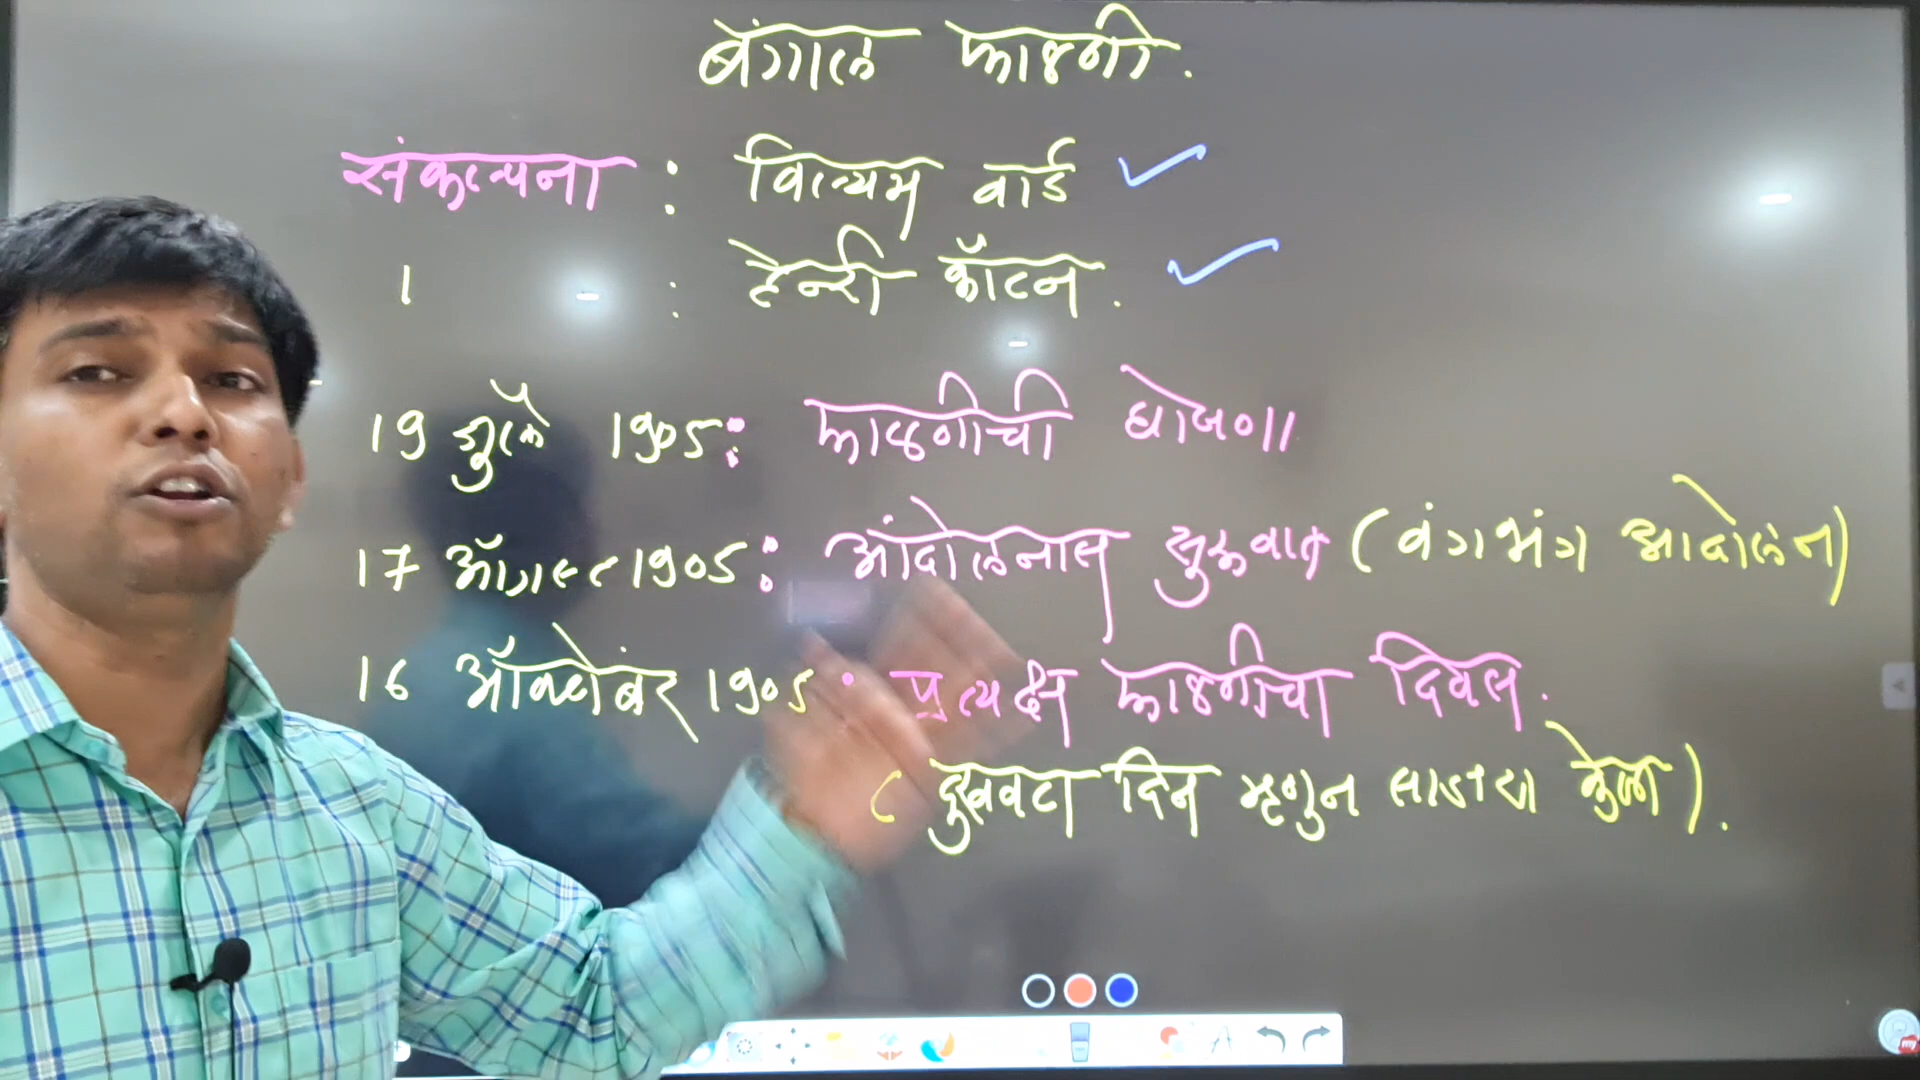 बंगाल फाळणी.
संकल्पना : विल्यम वार्ड
। : हेन्री कॉटन.
19 जुलै 1905: फाळणीची घोषणा
17 ऑगस्ट 1905: आंदोलनास सुरुवात (वंगभंग आंदोलन)
16 ऑक्टोबर 1905: प्रत्यक्ष फाळणीचा दिवस.
(दुखवटा दिन म्हणून साजरा केला).